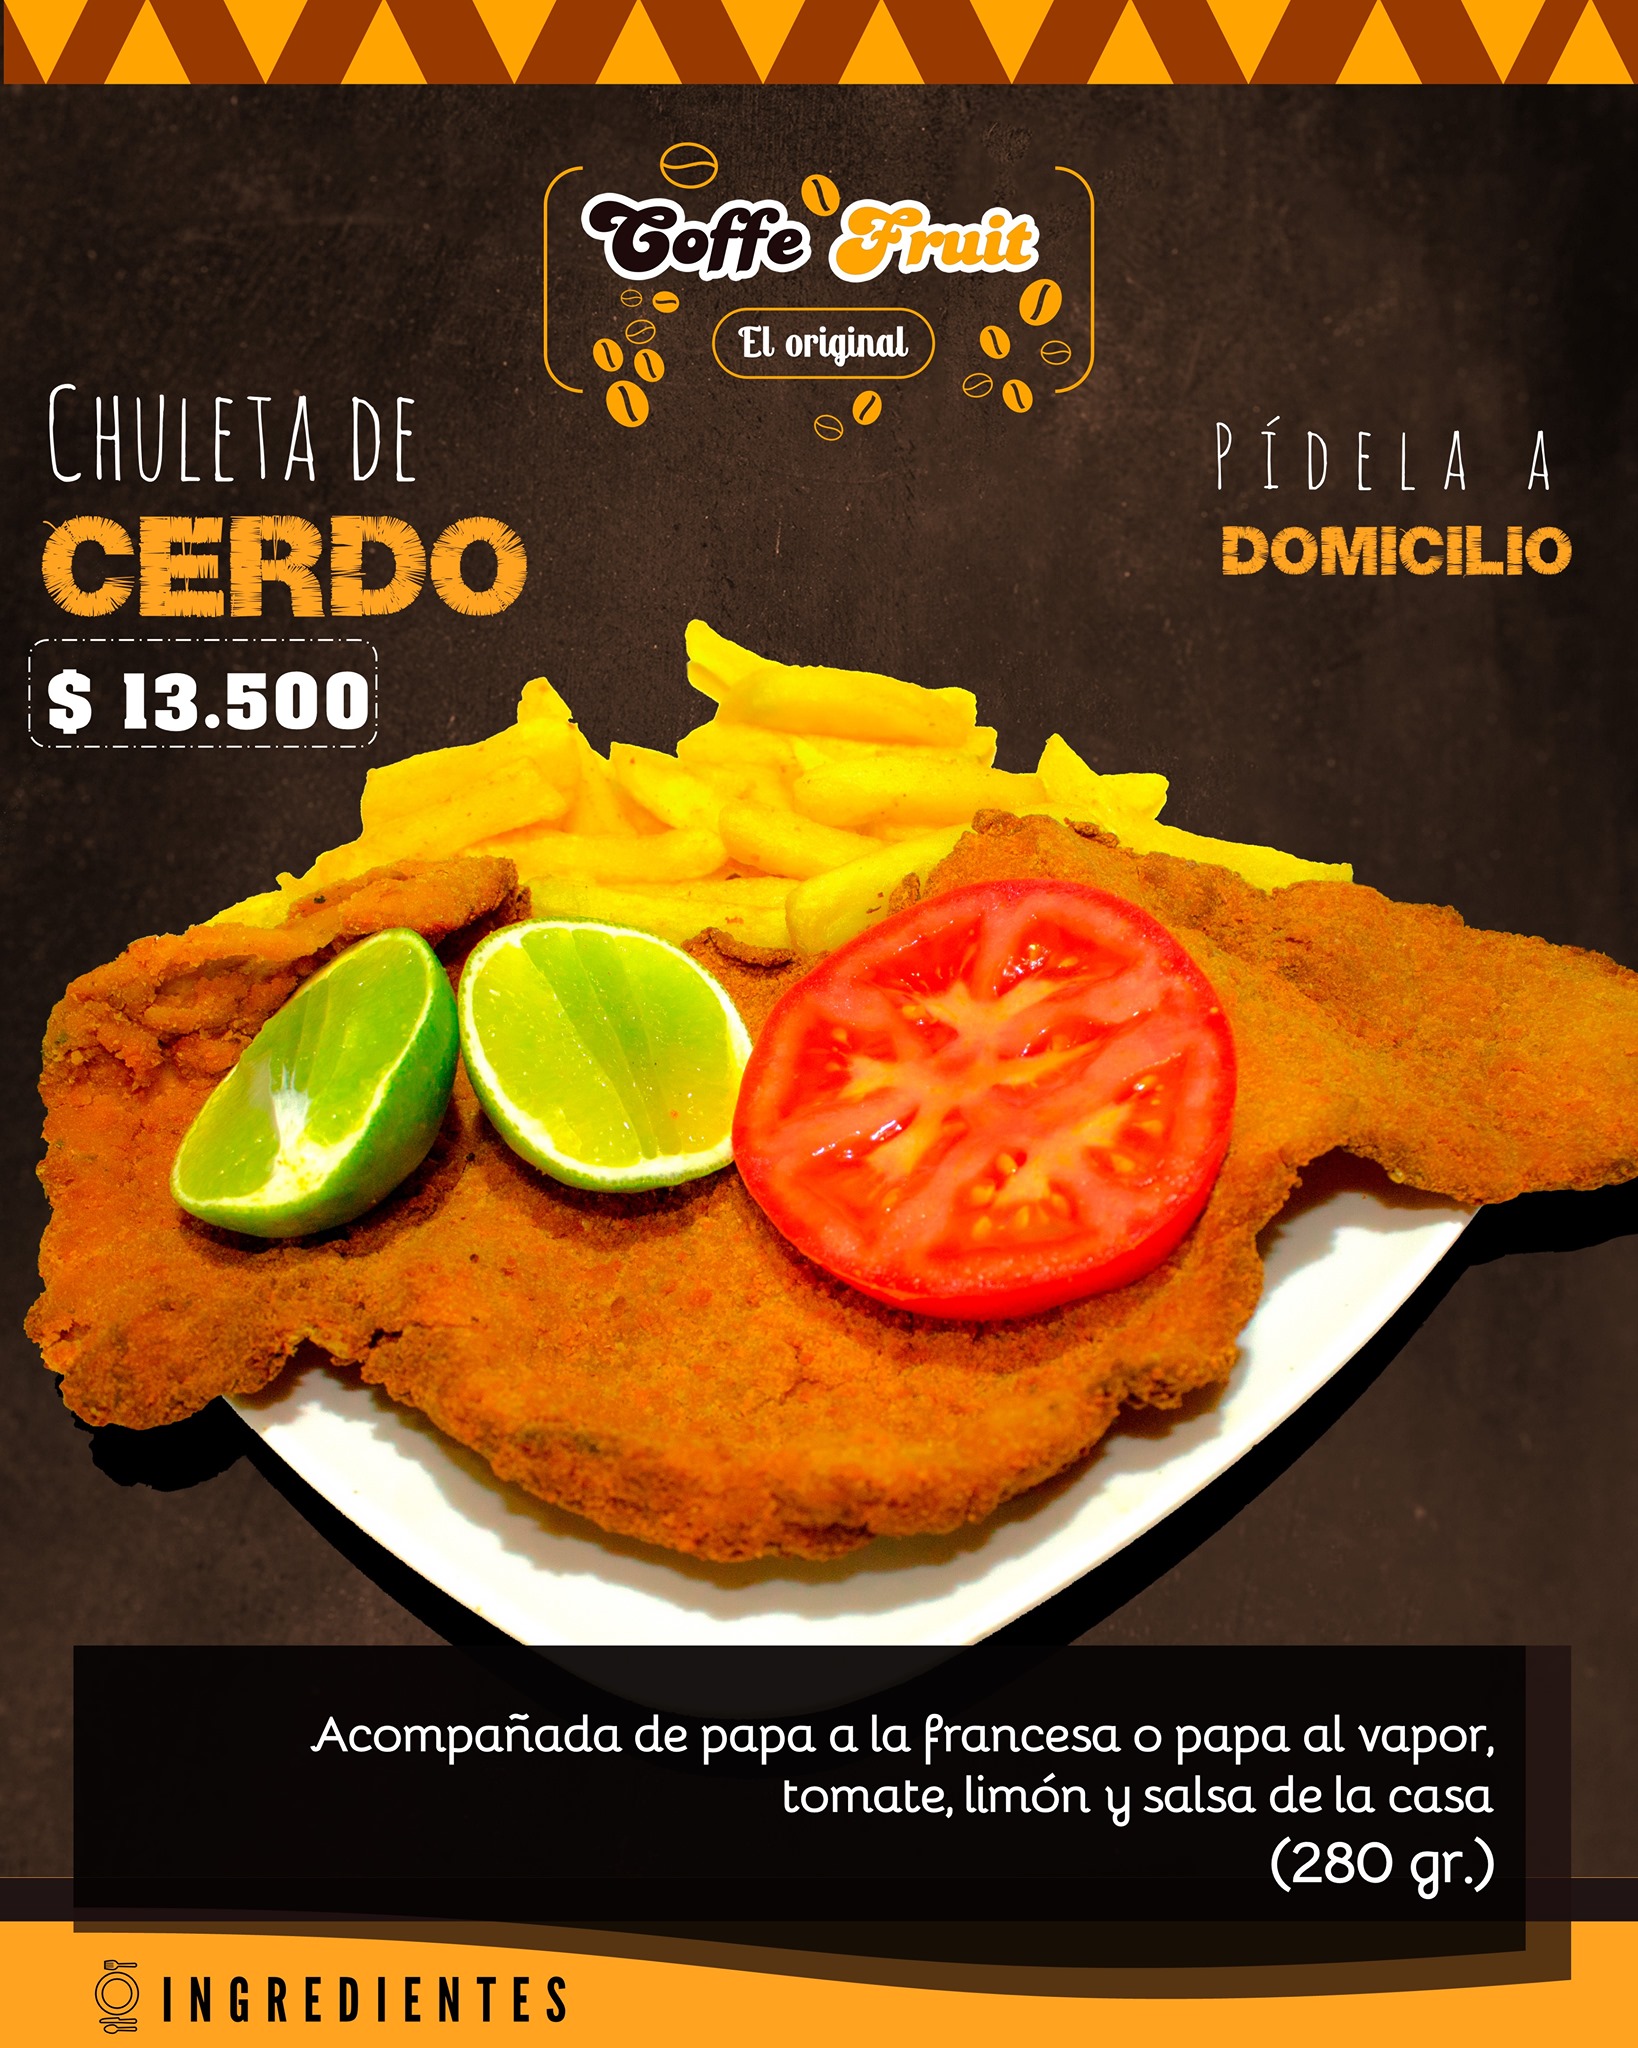 Coffe Fruit
El original
CHULETA DE
CERDO
$ 13.500
PÍDELA A
DOMICILIO
Acompañada de papa a la francesa o papa al vapor,
tomate, limón y salsa de la casa
(280 gr.)
INGREDIENTES